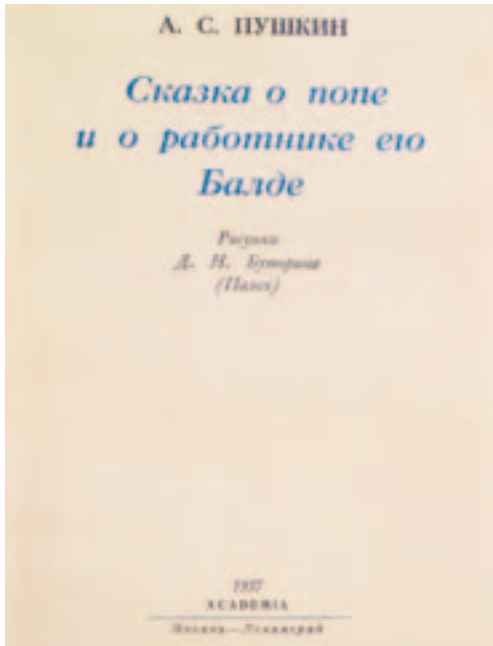 А. С. ПУШКИН
Сказка о попе
и о работнике его
Балде
Рисунки
Д. Н. Буторина
(Палех)
1937
ACADEMIA
Москва—Ленинград